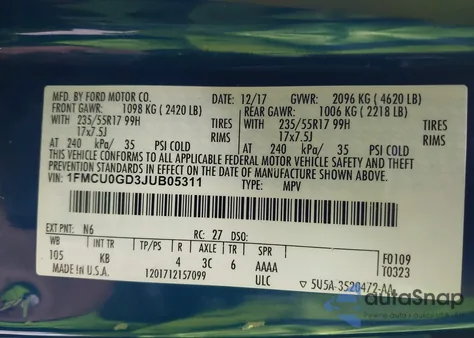 MFD. BY FORD MOTOR CO. DATE: 12/17 GVWR: 2096 KG ( 4620 LB)
FRONT GAWR: 1098 KG ( 2420 LB) REAR GAWR: 1006 KG ( 2218 LB)
WITH 235/55R17 99H TIRES WITH 235/55R17 99H TIRES
17x7.5J RIMS 17x7.5J RIMS
AT 240 kPa/ 35 PSI COLD AT 240 kPa/ 35 PSI COLD
THIS VEHICLE CONFORMS TO ALL APPLICABLE FEDERAL MOTOR VEHICLE SAFETY AND THEFT
PREVENTION STANDARDS IN EFFECT ON THE DATE OF MANUFACTURE SHOWN ABOVE.
VIN: 1FMCU0GD3JUB05311 TYPE: MPV
EXT PNT: N6 RC: 27 DSO:
WB INT TR TP/PS R AXLE TR SPR F0109
105 KB 4 3C 6 AAAA T0323
MADE IN U.S.A. 1201712157099 ULC 5U5A-3520472-AA
autoSnap